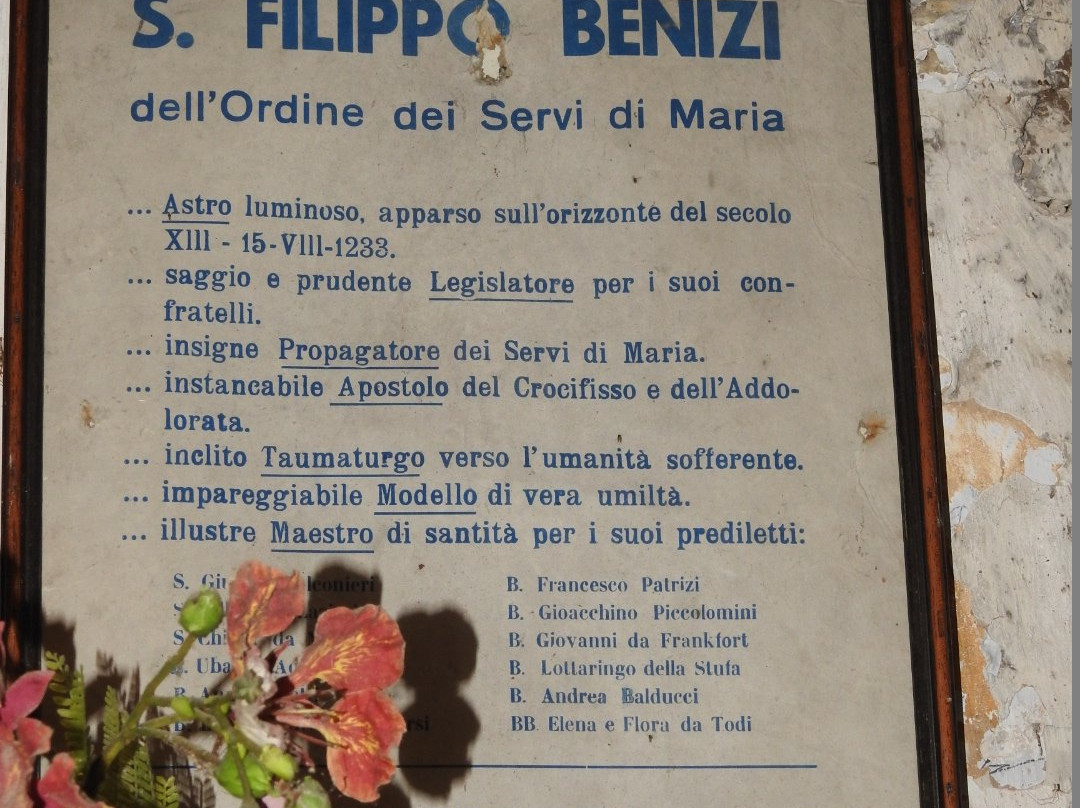 S. FILIPPO BENIZI
dell'Ordine dei Servi di Maria
... Astro luminoso, apparso sull'orizzonte del secolo
XIII - 15-VIII-1233.
... saggio e prudente Legislatore per i suoi con-
fratelli.
... insigne Propagatore dei Servi di Maria.
... instancabile Apostolo del Crocifisso e dell'Addo-
lorata.
... inclito Taumaturgo verso l'umanità sofferente.
... impareggiabile Modello di vera umiltà.
... illustre Maestro di santità per i suoi prediletti:
S.
S.
S.
B.
B. Francesco Patrizi
B. Gioacchino Piccolomini
B. Giovanni da Frankfort
B. Lottaringo della Stufa
B. Andrea Balducci
BB. Elena e Flora da Todi